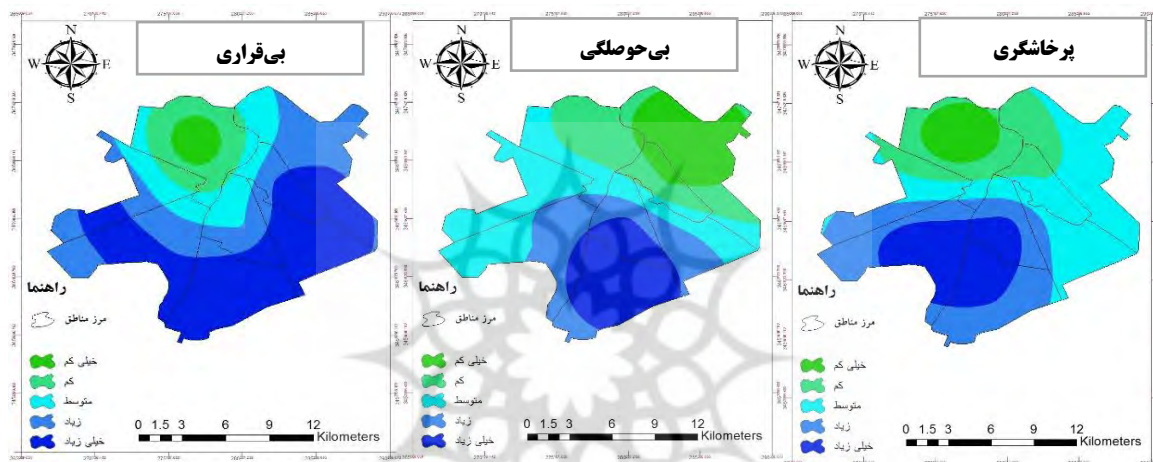 بی‌قراری
N
W E
S
راهنما
مرز مناطق
خیلی کم
کم
متوسط
زیاد
خیلی زیاد
0 1.5 3 6 9 12
Kilometers
بی‌حوصلگی
N
W E
S
راهنما
مرز مناطق
خیلی کم
کم
متوسط
زیاد
خیلی زیاد
0 1.5 3 6 9 12
Kilometers
پرخاشگری
N
W E
S
راهنما
مرز مناطق
خیلی کم
کم
متوسط
زیاد
خیلی زیاد
0 1.5 3 6 9 12
Kilometers